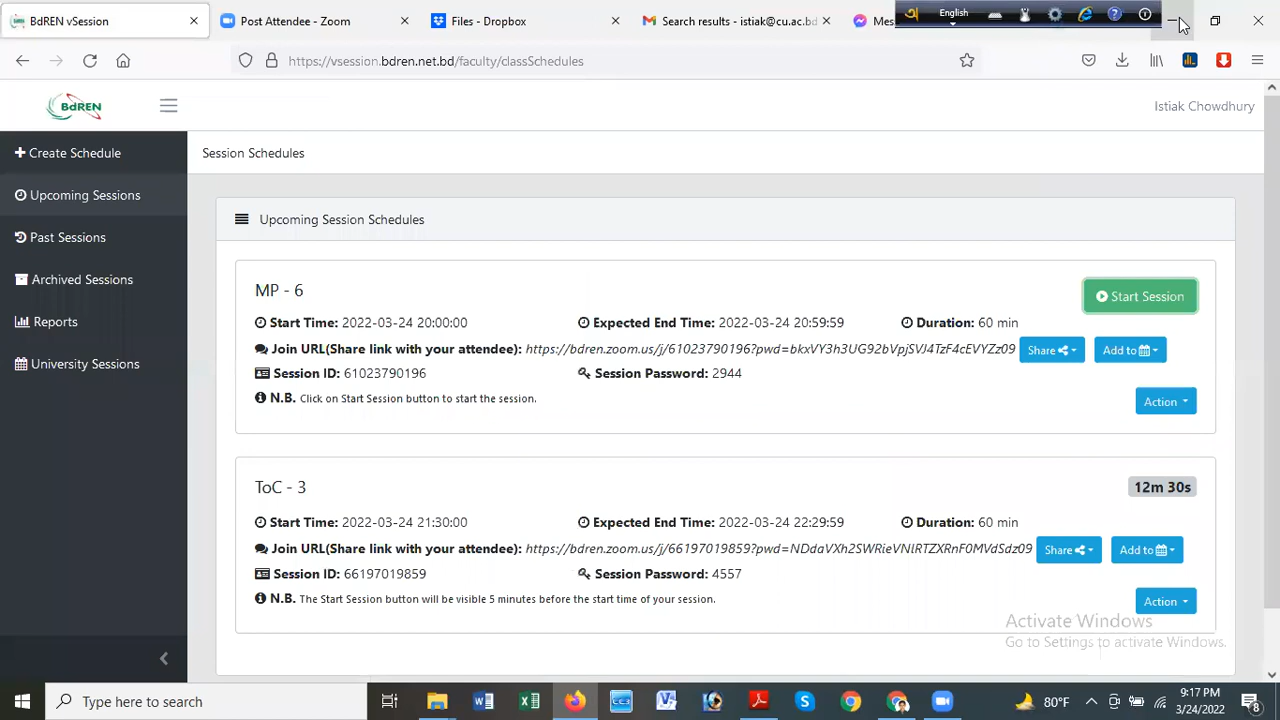 BdREN vSession
Post Attendee - Zoom
Files - Dropbox
Search results - istiak@cu.ac.bd
Mes
English
https://vsession.bdren.net.bd/faculty/classSchedules
BdREN
Istiak Chowdhury
Create Schedule
Session Schedules
Upcoming Sessions
Upcoming Session Schedules
Past Sessions
Archived Sessions
Reports
University Sessions
MP - 6
Start Session
Start Time: 2022-03-24 20:00:00
Expected End Time: 2022-03-24 20:59:59
Duration: 60 min
Join URL(Share link with your attendee): https://bdren.zoom.us/j/61023790196?pwd=bkxVY3h3UG92bVpjSVJ4TzF4cEVYZz09
Share
Add to
Session ID: 61023790196
Session Password: 2944
N.B. Click on Start Session button to start the session.
Action
ToC - 3
12m 30s
Start Time: 2022-03-24 21:30:00
Expected End Time: 2022-03-24 22:29:59
Duration: 60 min
Join URL(Share link with your attendee): https://bdren.zoom.us/j/66197019859?pwd=NDdaVXh2SWRieVNlRTZXRnF0MVdSdz09
Share
Add to
Session ID: 66197019859
Session Password: 4557
N.B. The Start Session button will be visible 5 minutes before the start time of your session.
Action
Activate Windows
Go to Settings to activate Windows.
Type here to search
80°F
9:17 PM
3/24/2022
8